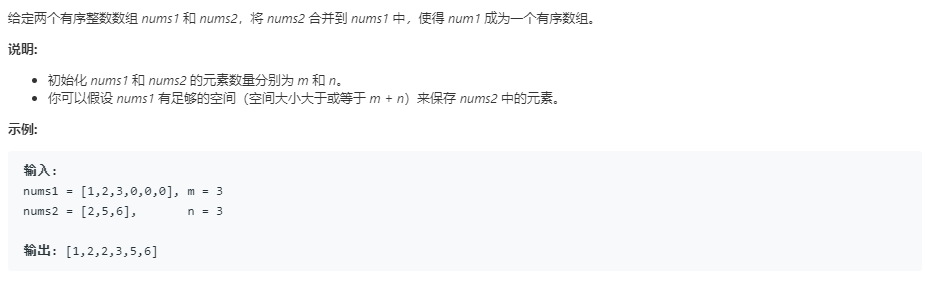 给定两个有序整数数组 nums1 和 nums2，将 nums2 合并到 nums1 中，使得 num1 成为一个有序数组。
说明:
• 初始化 nums1 和 nums2 的元素数量分别为 m 和 n。
• 你可以假设 nums1 有足够的空间（空间大小大于或等于 m + n）来保存 nums2 中的元素。
示例:
输入:
nums1 = [1,2,3,0,0,0], m = 3
nums2 = [2,5,6],       n = 3
输出: [1,2,2,3,5,6]